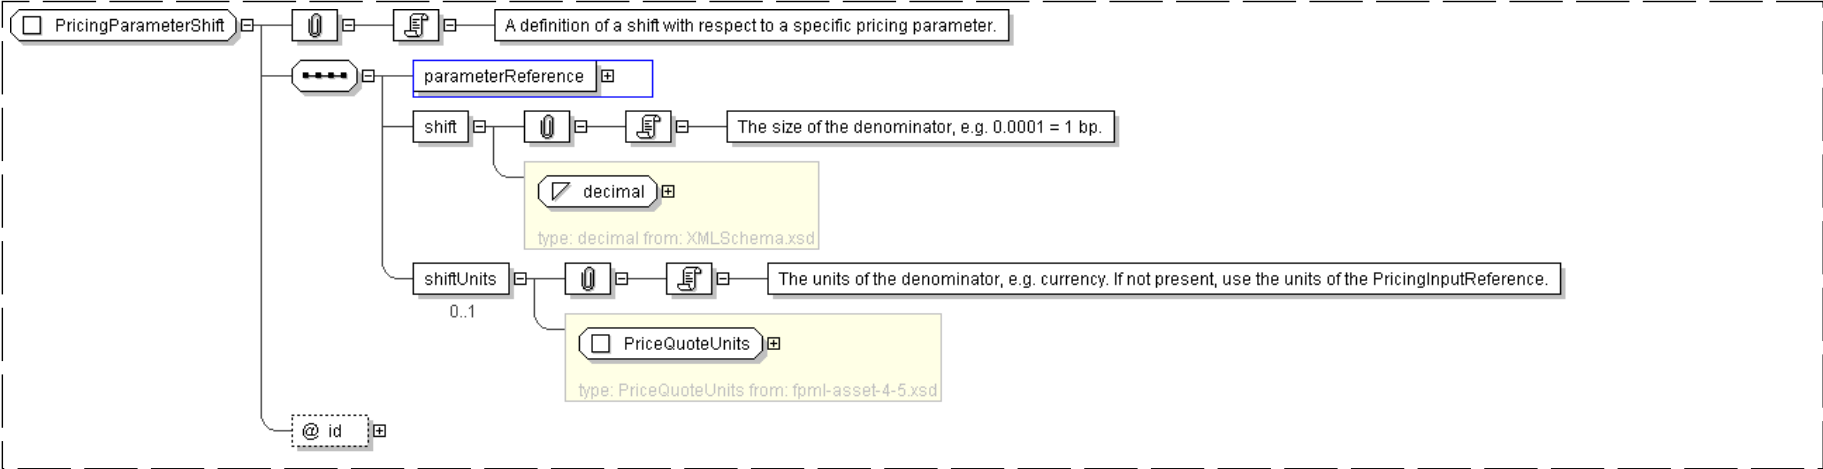 PricingParameterShift
A definition of a shift with respect to a specific pricing parameter.
parameterReference
shift
The size of the denominator, e.g. 0.0001 = 1 bp.
decimal
type: decimal from: XMLSchema.xsd
shiftUnits
The units of the denominator, e.g. currency. If not present, use the units of the PricingInputReference.
0..1
PriceQuoteUnits
type: PriceQuoteUnits from: fpml-asset-4-5.xsd
@ id